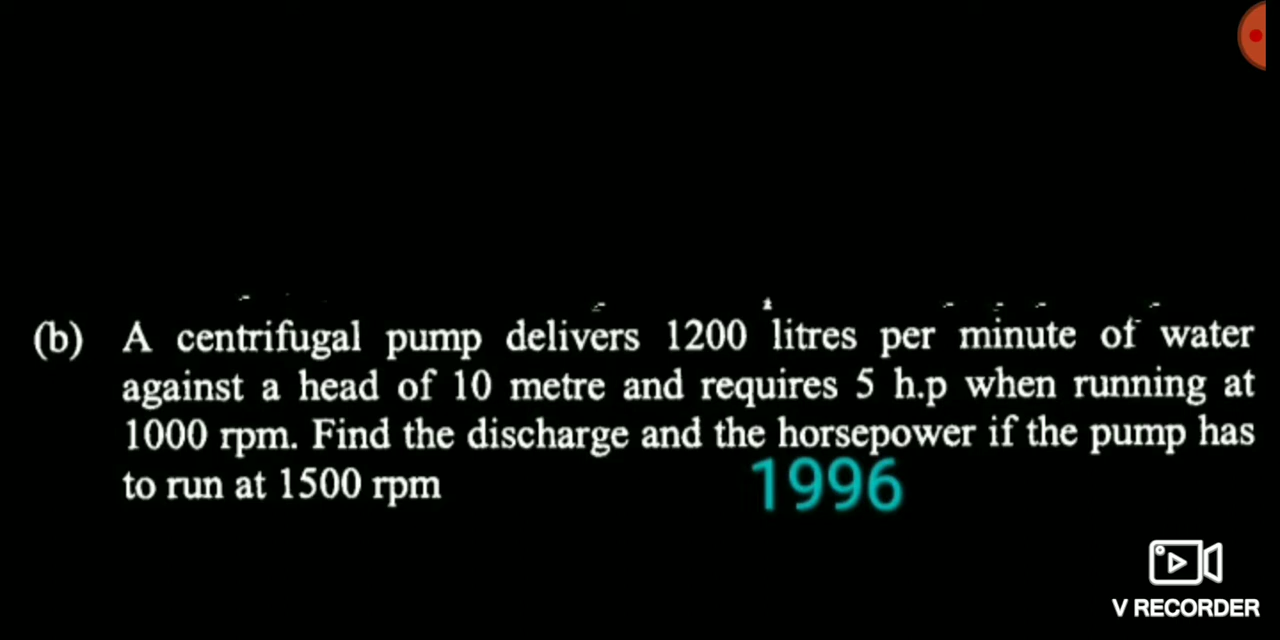 (b) A centrifugal pump delivers 1200 litres per minute of water
against a head of 10 metre and requires 5 h.p when running at
1000 rpm. Find the discharge and the horsepower if the pump has
to run at 1500 rpm
1996
V RECORDER